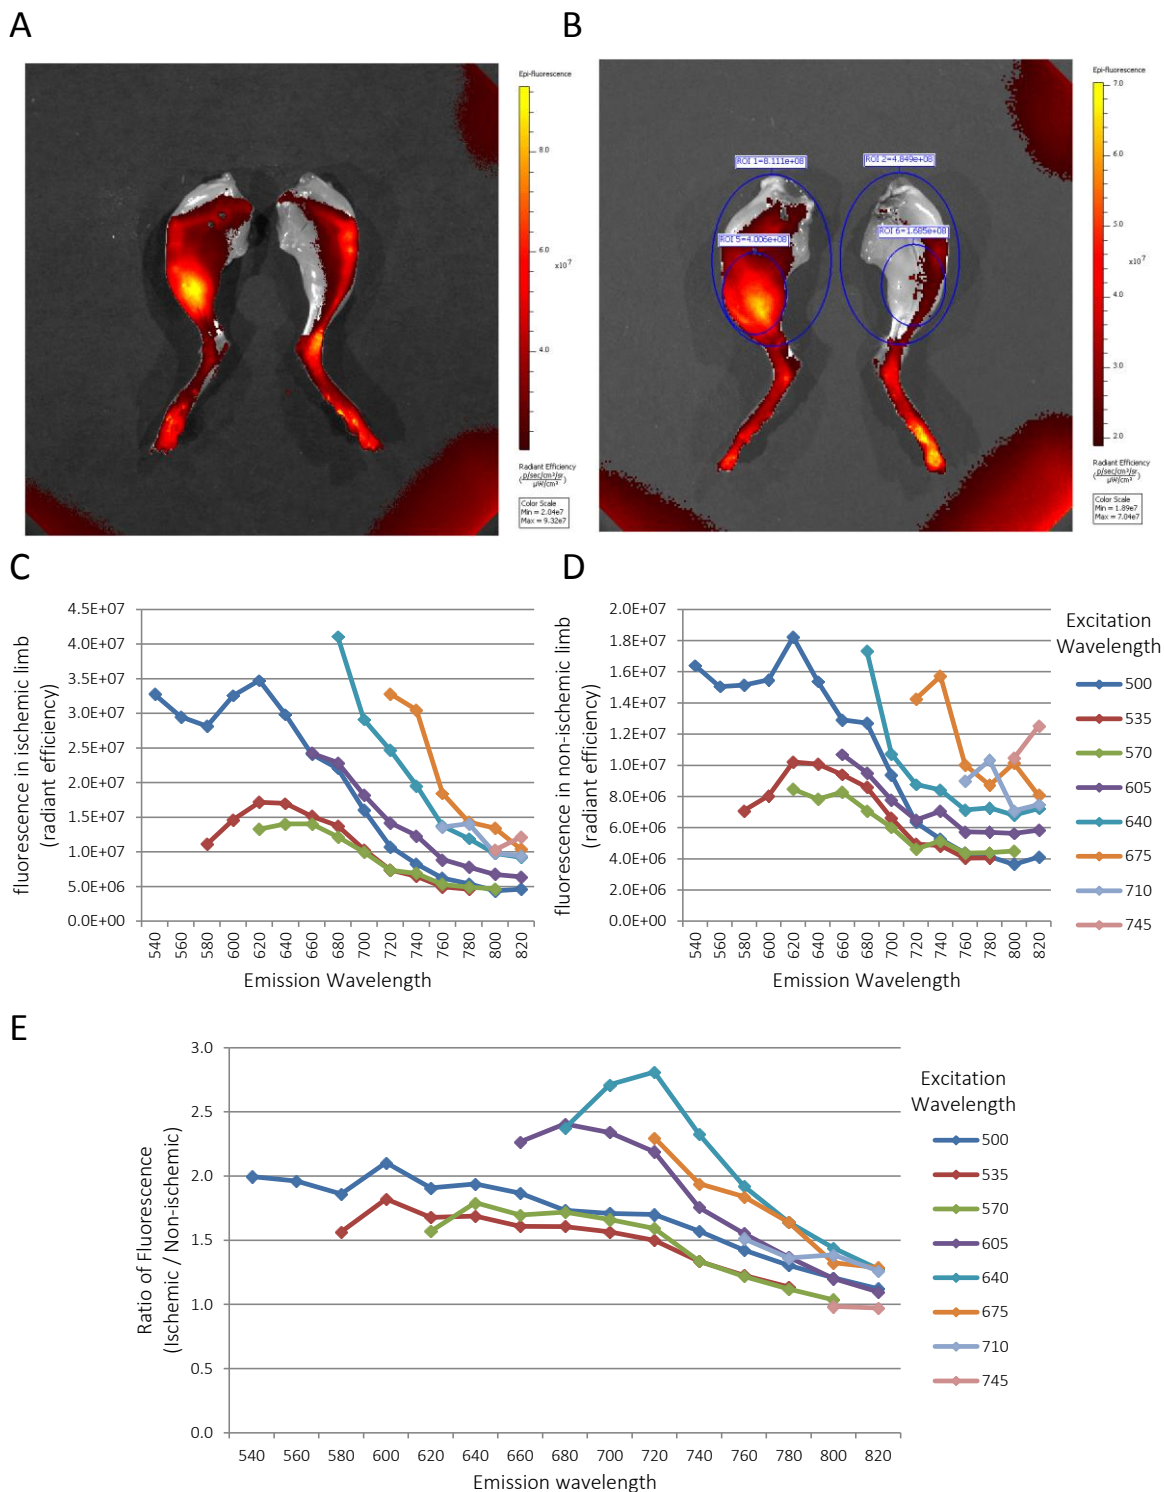 A
B
Epi-fluorescence
8.0
6.0
x10⁷
4.0
Radiant Efficiency
(p/sec/cm²/sr
µW/cm²)
Color Scale
Min = 2.04e7
Max = 9.32e7
ROI 1=8.111e+08
ROI 2=4.849e+08
ROI 5=4.006e+08
ROI 6=1.685e+08
Epi-fluorescence
7.0
6.0
5.0
x10⁷
4.0
3.0
2.0
Radiant Efficiency
(p/sec/cm²/sr
µW/cm²)
Color Scale
Min = 1.89e7
Max = 7.04e7
C
fluorescence in ischemic limb
(radiant efficiency)
4.5E+07
4.0E+07
3.5E+07
3.0E+07
2.5E+07
2.0E+07
1.5E+07
1.0E+07
5.0E+06
0.0E+00
540 560 580 600 620 640 660 680 700 720 740 760 780 800 820
Emission Wavelength
D
fluorescence in non-ischemic limb
(radiant efficiency)
2.0E+07
1.8E+07
1.6E+07
1.4E+07
1.2E+07
1.0E+07
8.0E+06
6.0E+06
4.0E+06
2.0E+06
0.0E+00
540 560 580 600 620 640 660 680 700 720 740 760 780 800 820
Emission Wavelength
Excitation
Wavelength
500
535
570
605
640
675
710
745
E
Ratio of Fluorescence
(Ischemic / Non-ischemic)
3.0
2.5
2.0
1.5
1.0
0.5
0.0
540 560 580 600 620 640 660 680 700 720 740 760 780 800 820
Emission wavelength
Excitation
Wavelength
500
535
570
605
640
675
710
745